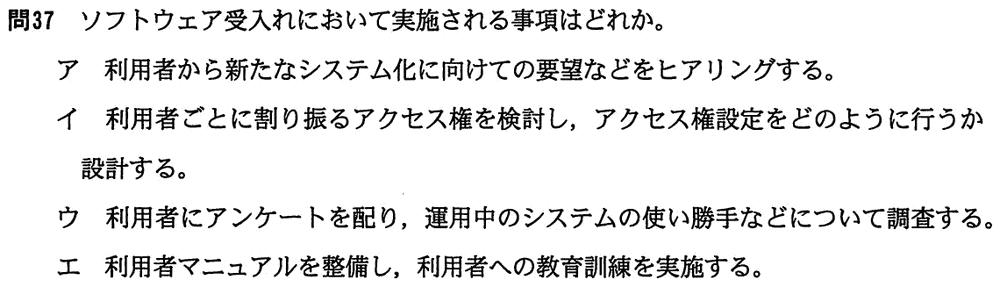 問37 ソフトウェア受入れにおいて実施される事項はどれか。
ア 利用者から新たなシステム化に向けての要望などをヒアリングする。
イ 利用者ごとに割り振るアクセス権を検討し，アクセス権設定をどのように行うか
設計する。
ウ 利用者にアンケートを配り，運用中のシステムの使い勝手などについて調査する。
エ 利用者マニュアルを整備し，利用者への教育訓練を実施する。